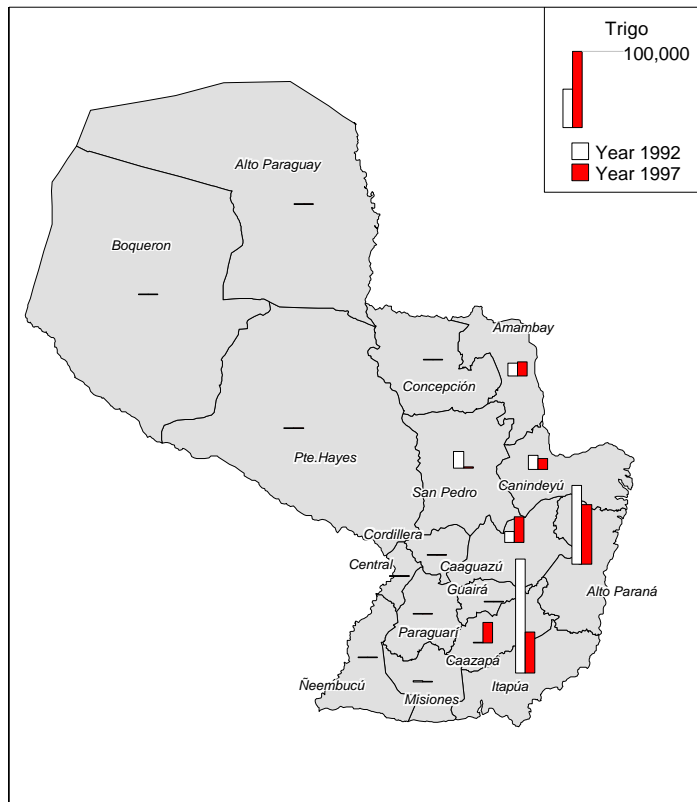 Trigo
100,000
Year 1992
Year 1997
Alto Paraguay
Boqueron
Amambay
Concepción
Pte.Hayes
San Pedro
Canindeyú
Cordillera
Central
Caaguazú
Guairá
Alto Paraná
Paraguarí
Caazapá
Ñeembucú
Misiones
Itapúa